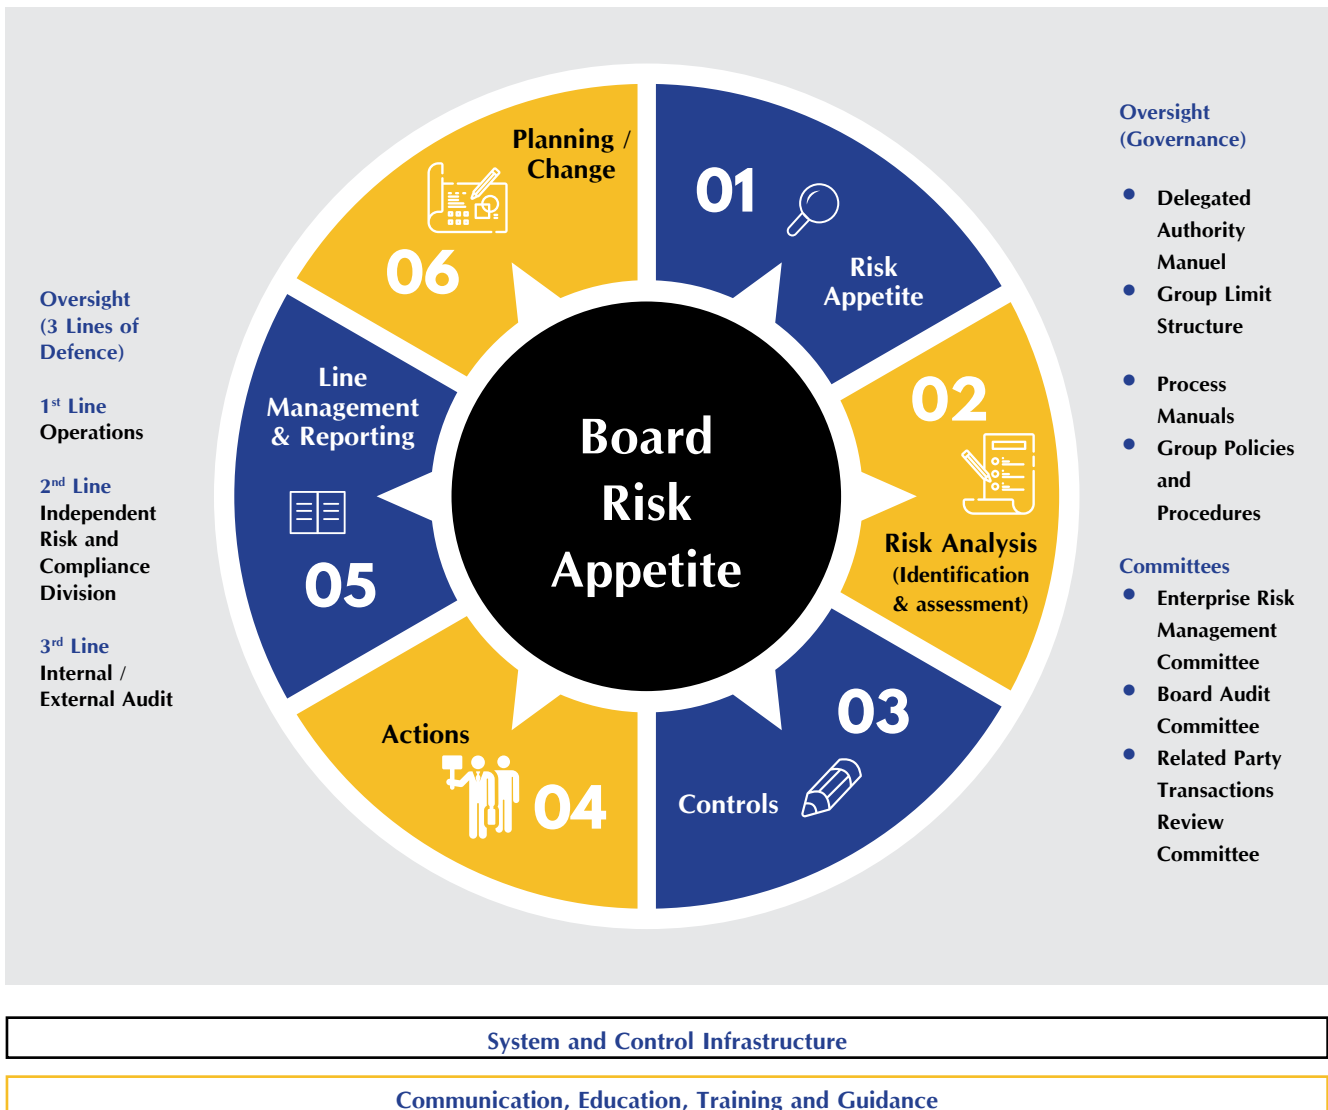 Oversight
(3 Lines of
Defence)
1st Line
Operations
2nd Line
Independent
Risk and
Compliance
Division
3rd Line
Internal /
External Audit
Board
Risk
Appetite
01
Risk
Appetite
02
Risk Analysis
(Identification
& assessment)
03
Controls
Actions
04
Line
Management
& Reporting
05
Planning /
Change
06
Oversight
(Governance)
• Delegated
Authority
Manuel
• Group Limit
Structure
• Process
Manuals
• Group Policies
and
Procedures
Committees
• Enterprise Risk
Management
Committee
• Board Audit
Committee
• Related Party
Transactions
Review
Committee
System and Control Infrastructure
Communication, Education, Training and Guidance